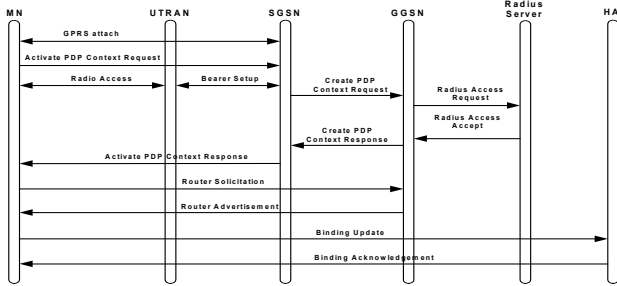 MN UTRAN SGSN GGSN Radius Server HA
GPRS attach
Activate PDP Context Request
Radio Access Bearer Setup
Create PDP
Context Request
Radius Access
Request
Radius Access
Accept
Create PDP
Context Response
Activate PDP Context Response
Router Solicitation
Router Advertisement
Binding Update
Binding Acknowledgement